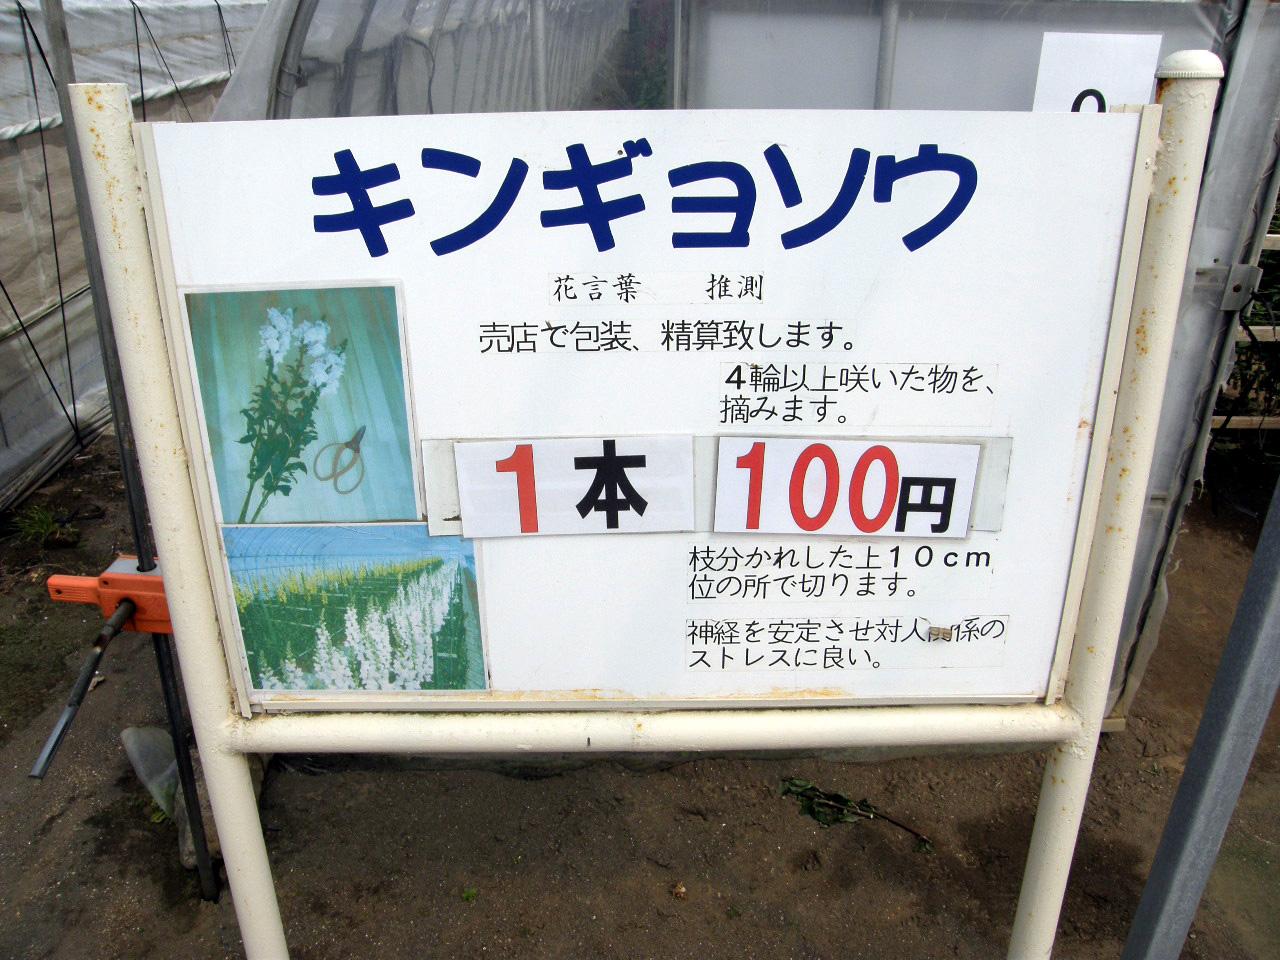 キンギョソウ
花言葉 推測
売店で包装、精算致します。
4輪以上咲いた物を、
摘みます。
1本 100円
枝分かれした上10cm
位の所で切ります。
神経を安定させ対人関係の
ストレスに良い。